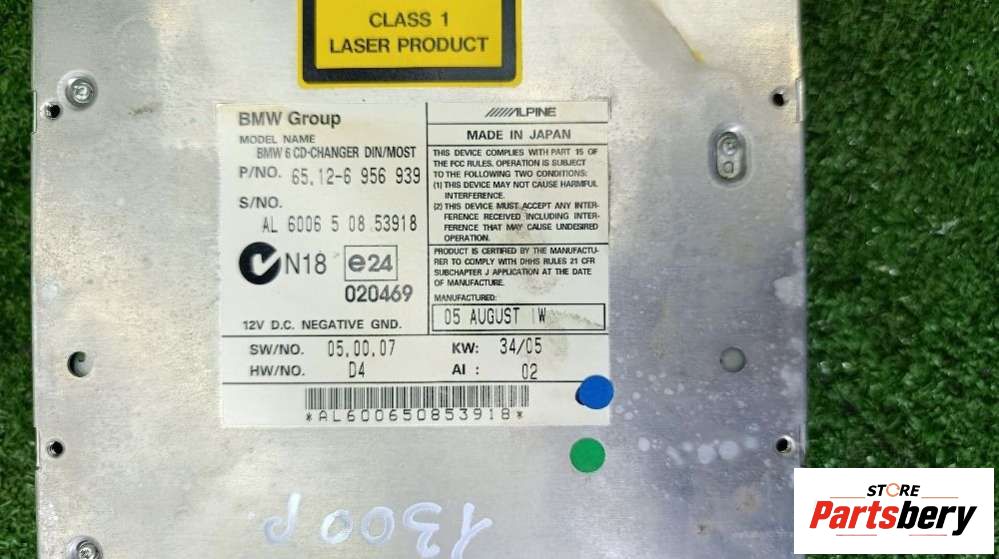 CLASS 1
LASER PRODUCT
BMW Group
MODEL NAME
BMW 6 CD-CHANGER DIN/MOST
P/NO. 65.12-6 956 939
S/NO.
AL 6006 5 08 53918
N18 e24
020469
12V D.C. NEGATIVE GND.
ALPINE
MADE IN JAPAN
THIS DEVICE COMPLIES WITH PART 15 OF
THE FCC RULES. OPERATION IS SUBJECT
TO THE FOLLOWING TWO CONDITIONS:
(1) THIS DEVICE MAY NOT CAUSE HARMFUL
INTERFERENCE.
(2) THIS DEVICE MUST ACCEPT ANY INTER-
FERENCE RECEIVED INCLUDING INTER-
FERENCE THAT MAY CAUSE UNDESIRED
OPERATION.
PRODUCT IS CERTIFIED BY THE MANUFACTU-
RER TO COMPLY WITH DHHS RULES 21 CFR
SUBCHAPTER J APPLICATION AT THE DATE
OF MANUFACTURE.
MANUFACTURED:
05 AUGUST IW
SW/NO. 05.00.07 KW: 34/05
HW/NO. D4 AI : 02
*AL600650853918*
1300р
STORE
Partsbery